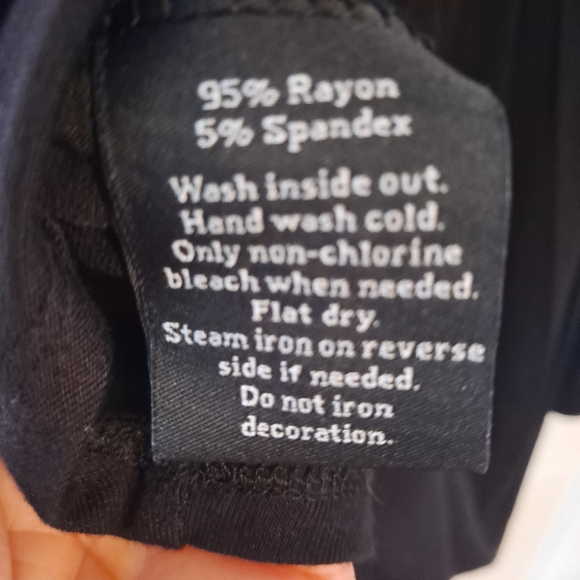 95% Rayon
5% Spandex
Wash inside out.
Hand wash cold.
Only non-chlorine
bleach when needed.
Flat dry.
Steam iron on reverse
side if needed.
Do not iron
decoration.